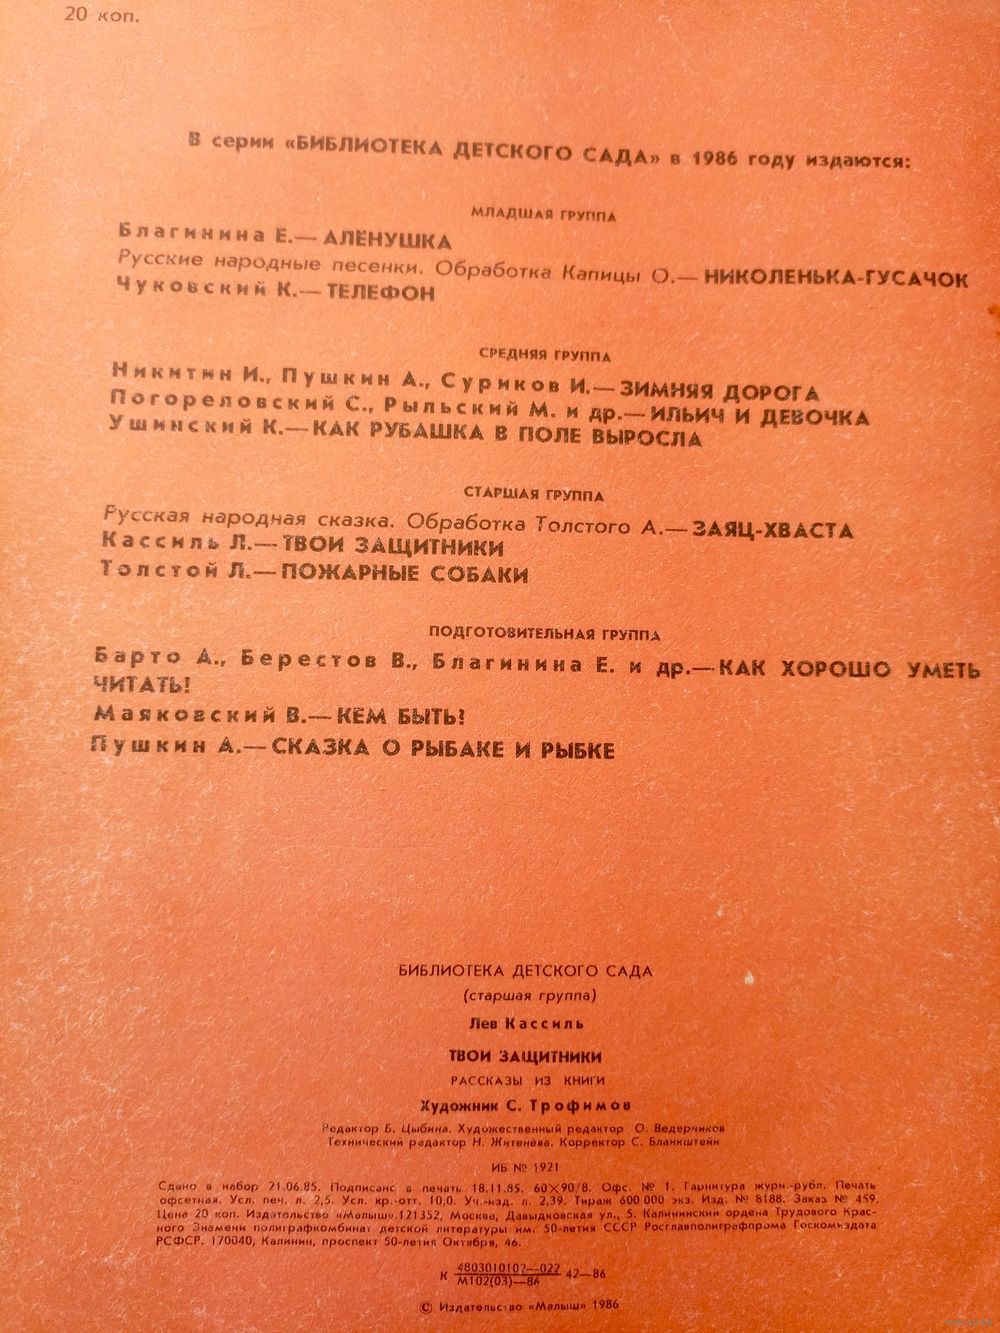 20 коп.
В серии «БИБЛИОТЕКА ДЕТСКОГО САДА» в 1986 году издаются:
МЛАДШАЯ ГРУППА
Благинина Е.— АЛЁНУШКА
Русские народные песенки. Обработка Капицы О.— НИКОЛЕНЬКА-ГУСАЧОК
Чуковский К.— ТЕЛЕФОН
СРЕДНЯЯ ГРУППА
Никитин И., Пушкин А., Суриков И.— ЗИМНЯЯ ДОРОГА
Погореловский С., Рыльский М. и др.— ИЛЬИЧ И ДЕВОЧКА
Ушинский К.— КАК РУБАШКА В ПОЛЕ ВЫРОСЛА
СТАРШАЯ ГРУППА
Русская народная сказка. Обработка Толстого А.— ЗАЯЦ-ХВАСТА
Кассиль Л.— ТВОИ ЗАЩИТНИКИ
Толстой Л.— ПОЖАРНЫЕ СОБАКИ
ПОДГОТОВИТЕЛЬНАЯ ГРУППА
Барто А., Берестов В., Благинина Е. и др.— КАК ХОРОШО УМЕТЬ
ЧИТАТЬ!
Маяковский В.— КЕМ БЫТЬ?
Пушкин А.— СКАЗКА О РЫБАКЕ И РЫБКЕ
БИБЛИОТЕКА ДЕТСКОГО САДА
(старшая группа)
Лев Кассиль
ТВОИ ЗАЩИТНИКИ
РАССКАЗЫ ИЗ КНИГИ
Художник С. Трофимов
Редактор Б. Цыбина. Художественный редактор О. Ведерников
Технический редактор Н. Житенёва. Корректор С. Бланкштейн
ИБ № 1921
Сдано в набор 21.06.85. Подписано в печать 18.11.85. 60×90/8. Офс. № 1. Гарнитура журн.-рубл. Печать
офсетная. Усл. печ. л. 2,5. Усл. кр.-отт. 10,0. Уч.-изд. л. 2,39. Тираж 600 000 экз. Изд. № 8188. Заказ № 459.
Цена 20 коп. Издательство «Малыш». 121352, Москва, Давыдковская ул., 5. Калининский ордена Трудового Крас-
ного Знамени полиграфкомбинат детской литературы им. 50-летия СССР Росглавполиграфпрома Госкомиздата
РСФСР. 170040, Калинин, проспект 50-летия Октября, 46.
К 4803010102—022 42—86
М102(03)—86
© Издательство «Малыш» 1986